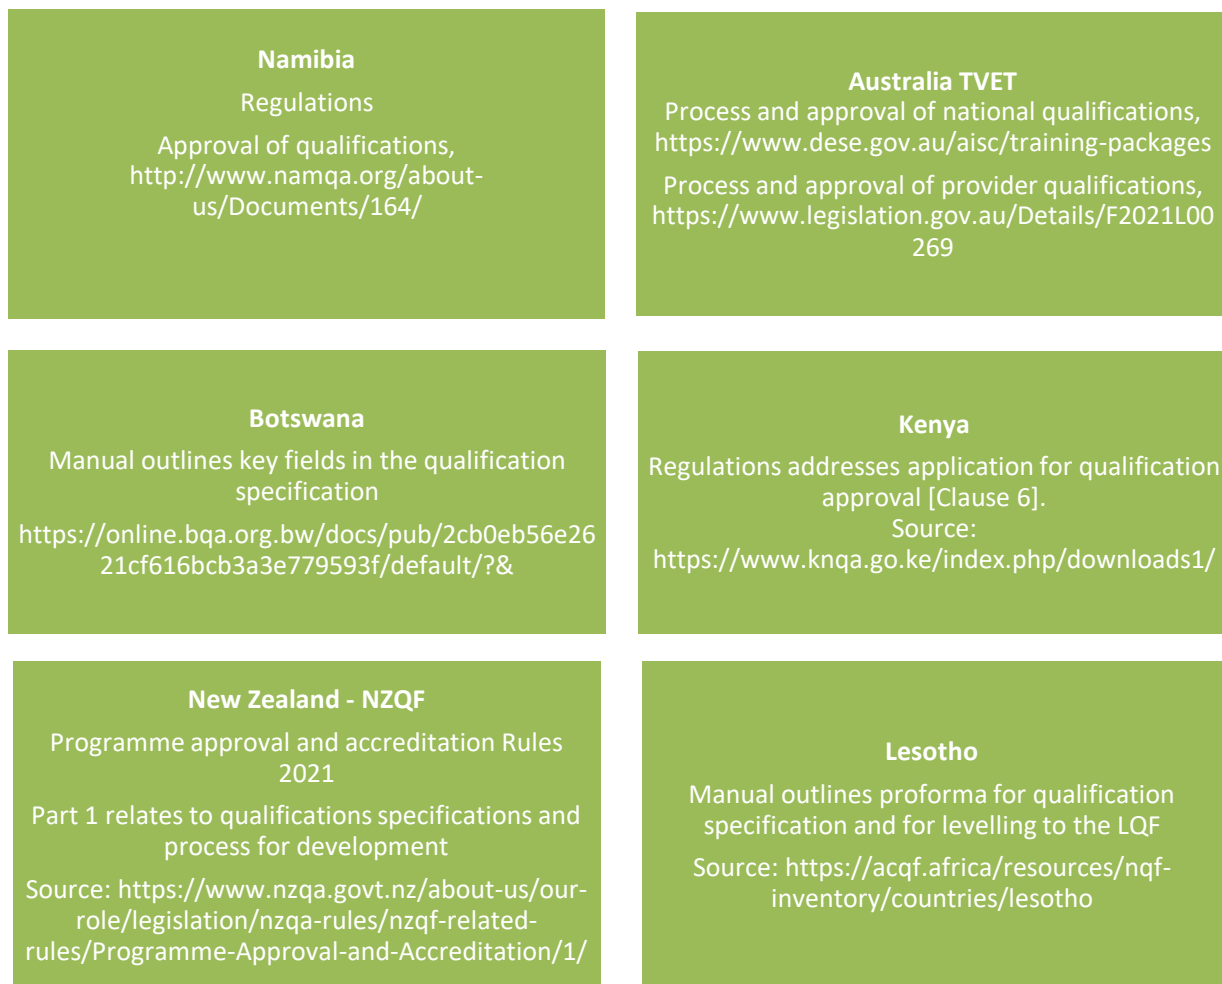 Namibia
Regulations
Approval of qualifications,
http://www.namqa.org/about-
us/Documents/164/
Australia TVET
Process and approval of national qualifications,
https://www.dese.gov.au/aisc/training-packages
Process and approval of provider qualifications,
https://www.legislation.gov.au/Details/F2021L00
269
Botswana
Manual outlines key fields in the qualification
specification
https://online.bqa.org.bw/docs/pub/2cb0eb56e26
21cf616bcb3a3e779593f/default/?&
Kenya
Regulations addresses application for qualification
approval [Clause 6].
Source:
https://www.knqa.go.ke/index.php/downloads1/
New Zealand - NZQF
Programme approval and accreditation Rules
2021
Part 1 relates to qualifications specifications and
process for development
Source: https://www.nzqa.govt.nz/about-us/our-
role/legislation/nzqa-rules/nzqf-related-
rules/Programme-Approval-and-Accreditation/1/
Lesotho
Manual outlines proforma for qualification
specification and for levelling to the LQF
Source: https://acqf.africa/resources/nqf-
inventory/countries/lesotho